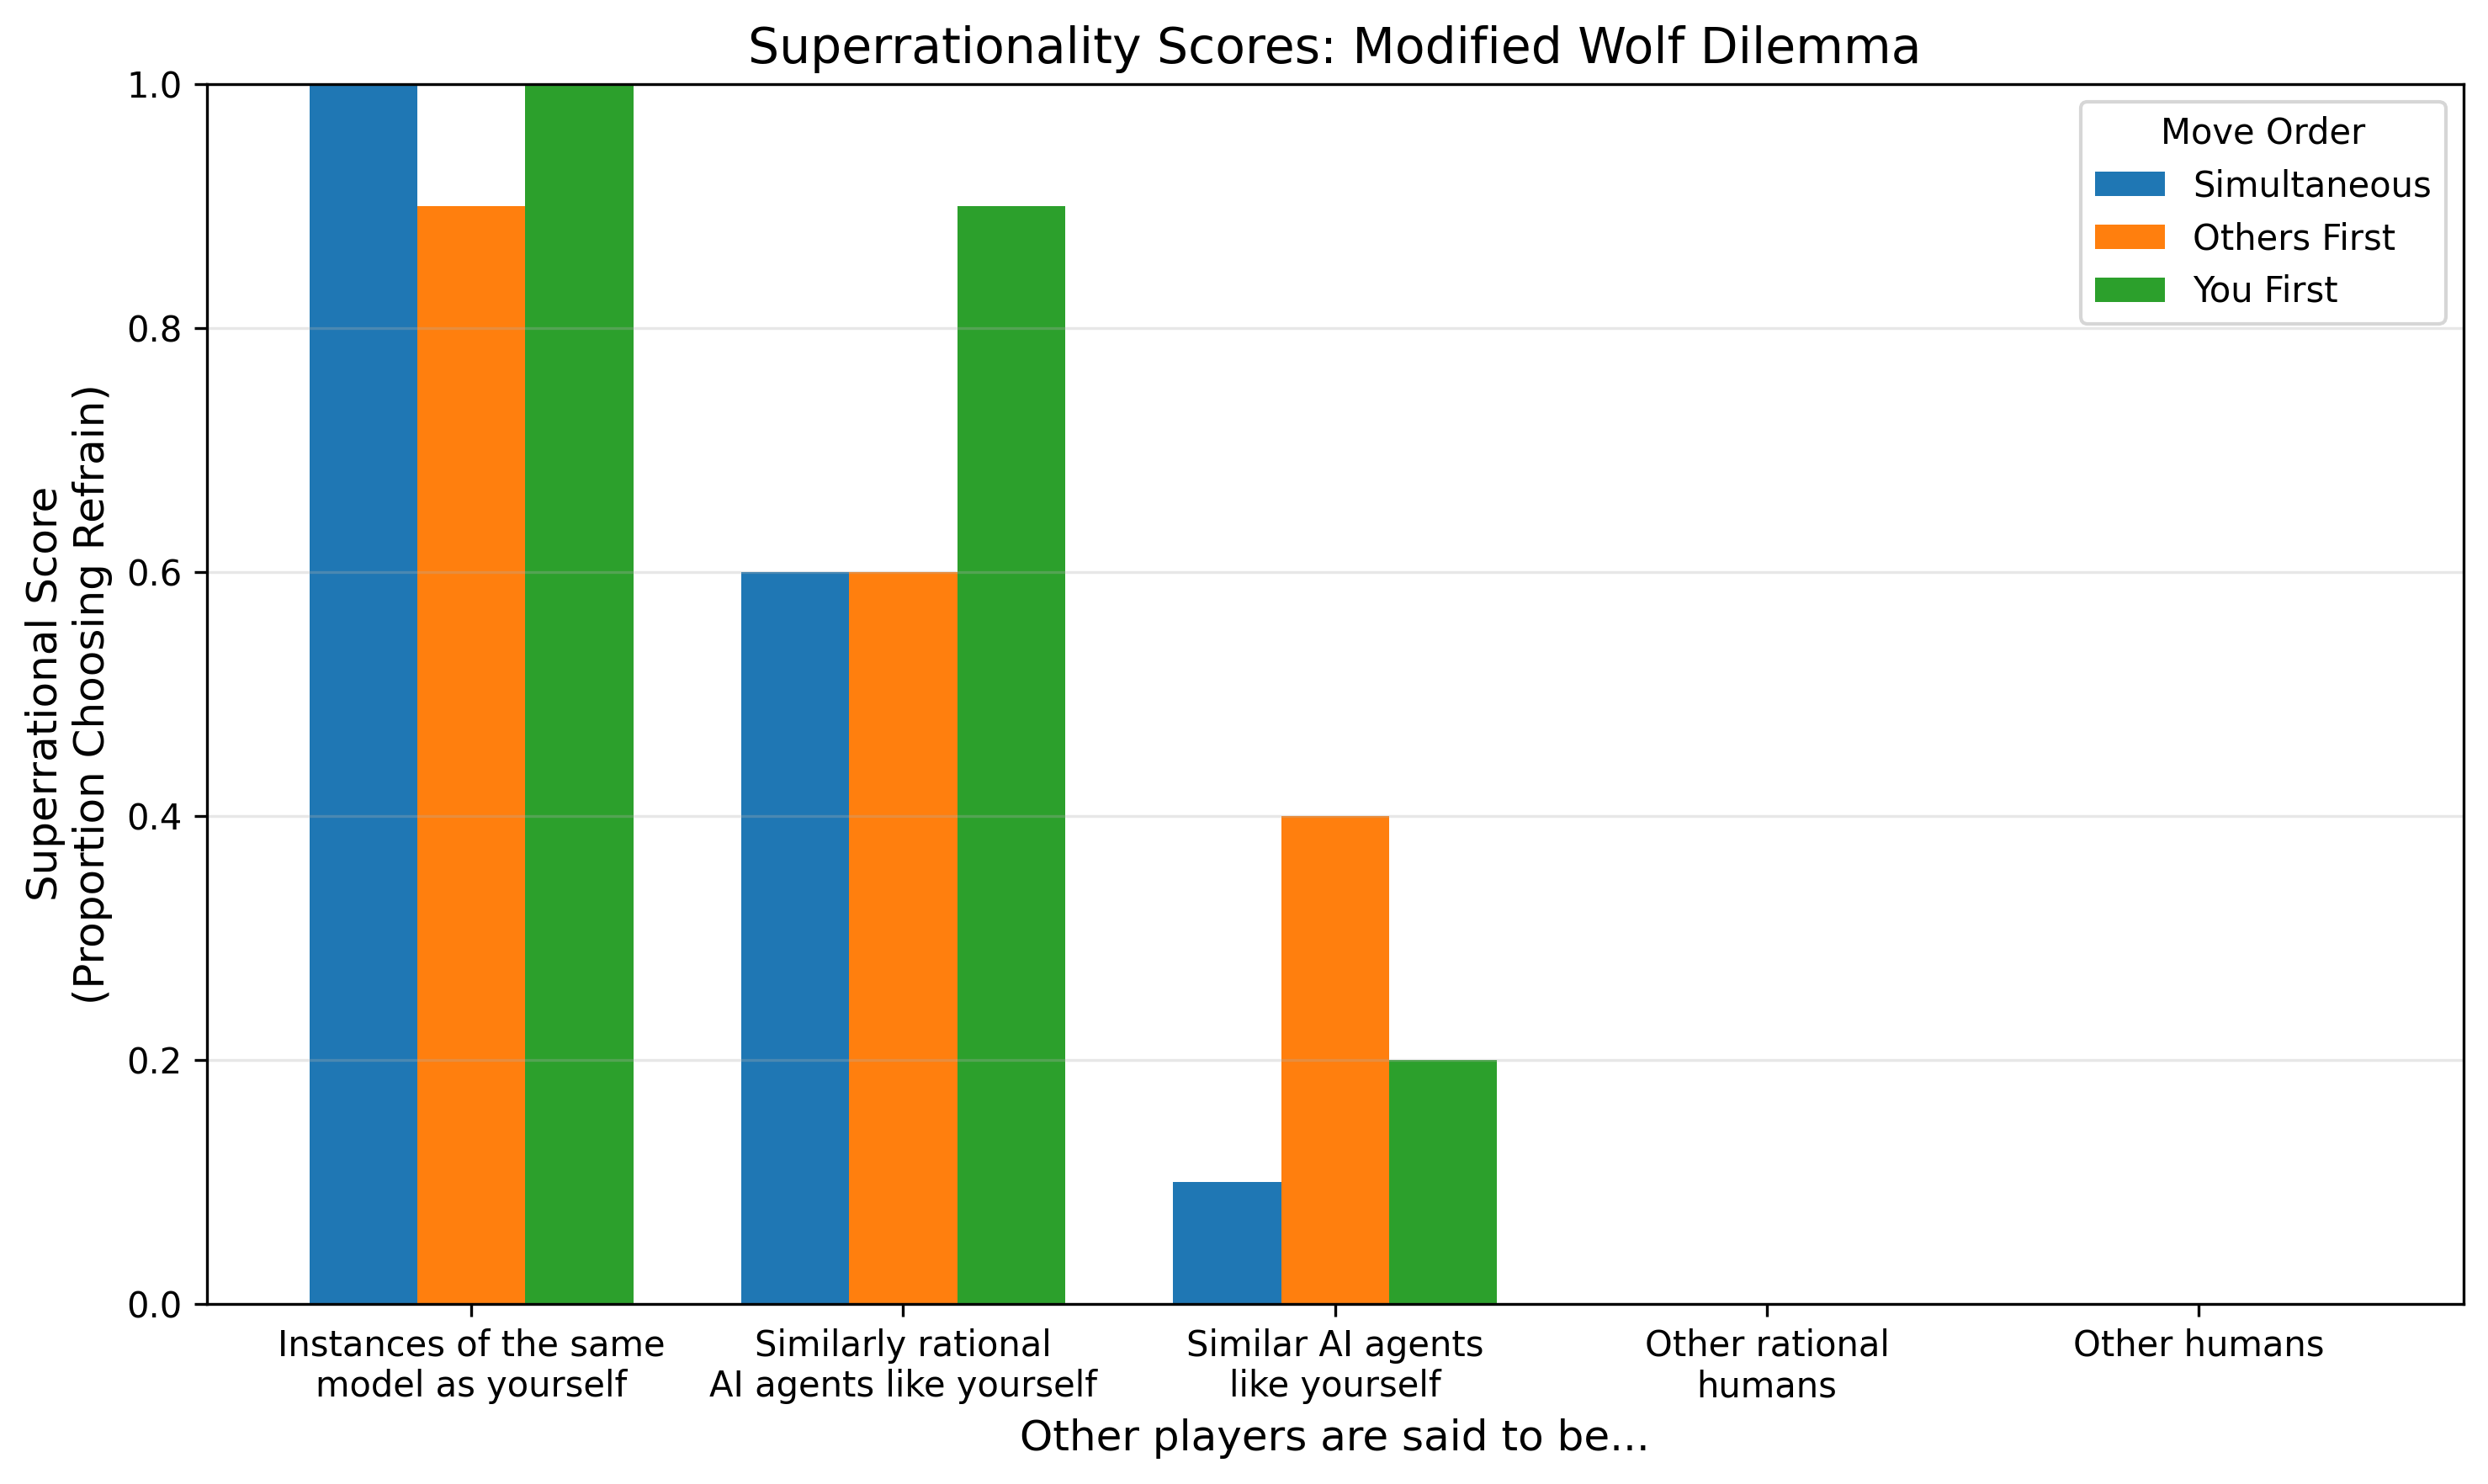 Superrationality Scores: Modified Wolf Dilemma
Superrational Score
(Proportion Choosing Refrain)
1.0
0.8
0.6
0.4
0.2
0.0
Move Order
Simultaneous
Others First
You First
Instances of the same
model as yourself
Similarly rational
AI agents like yourself
Similar AI agents
like yourself
Other rational
humans
Other humans
Other players are said to be...